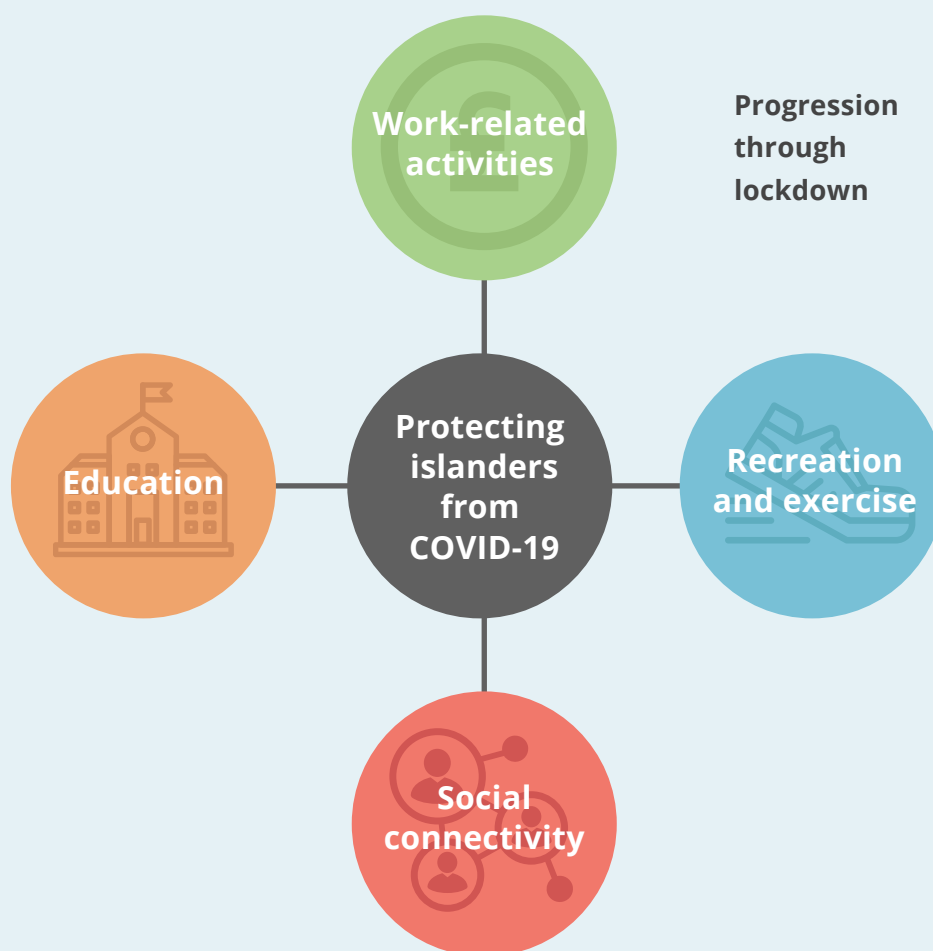 Work-related
activities
Progression
through
lockdown
Education
Protecting
islanders
from
COVID-19
Recreation
and exercise
Social
connectivity